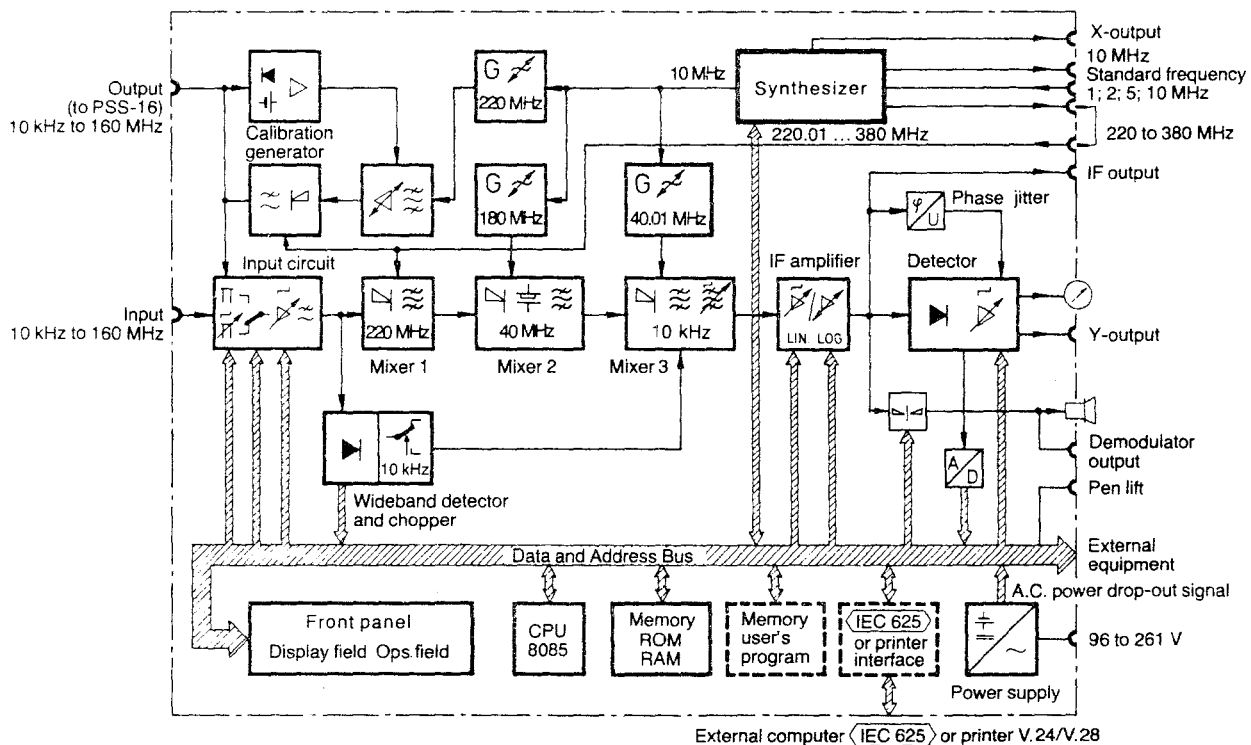 X-output
10 MHz
Standard frequency
1; 2; 5; 10 MHz
220 to 380 MHz
IF output
Output
(to PSS-16)
10 kHz to 160 MHz
Calibration
generator
G
220 MHz
10 MHz
Synthesizer
220.01 ... 380 MHz
G
180 MHz
G
40.01 MHz
φ
U
Phase jitter
Input circuit
IF amplifier
Detector
Input
10 kHz to 160 MHz
220 MHz
40 MHz
10 kHz
LIN. LOG
Y-output
Mixer 1
Mixer 2
Mixer 3
10 kHz
Wideband detector
and chopper
A
D
Demodulator
output
Pen lift
Data and Address Bus
External
equipment
A.C. power drop-out signal
Front panel
Display field Ops.field
CPU
8085
Memory
ROM
RAM
Memory
user's
program
IEC 625
or printer
interface
96 to 261 V
Power supply
External computer IEC 625 or printer V.24/V.28